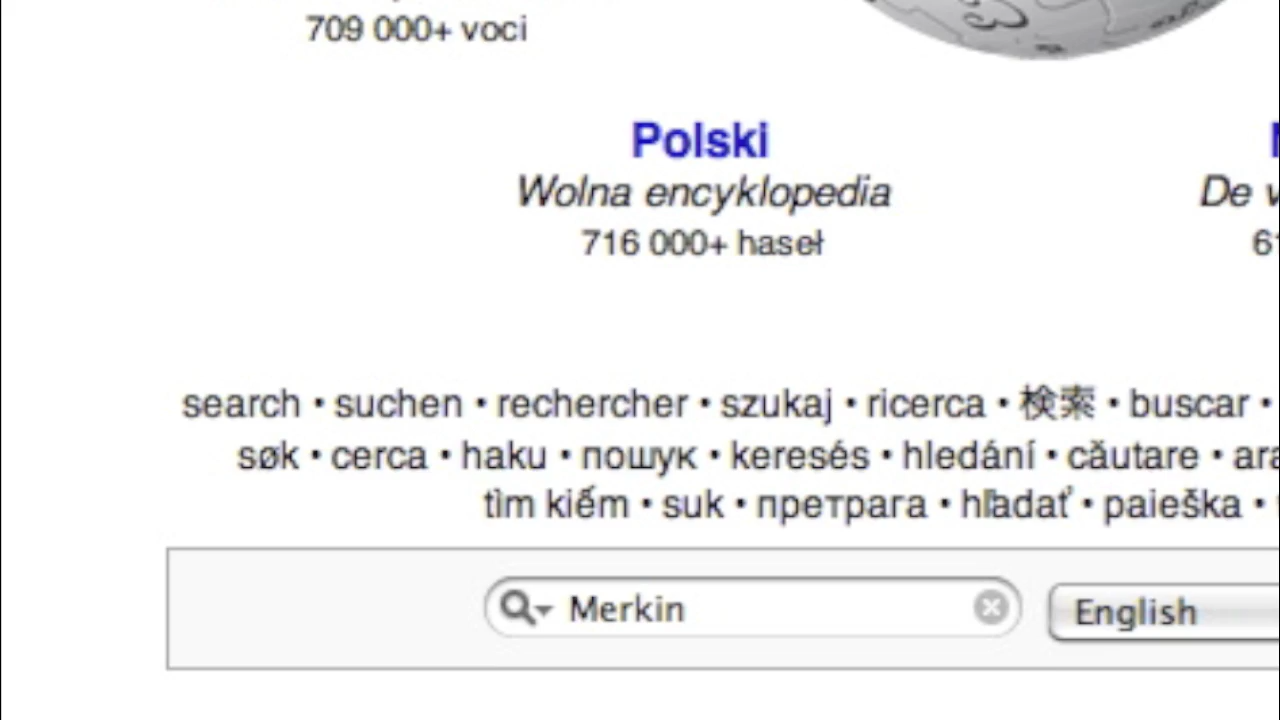 709 000+ voci
Polski
Wolna encyklopedia
De
716 000+ haseł
search • suchen • rechercher • szukaj • ricerca • 検索 • buscar •
søk • cerca • haku • пошук • keresés • hledání • căutare •
tìm kiếm • suk • претрага • hľadať • paieška •
Merkin
English